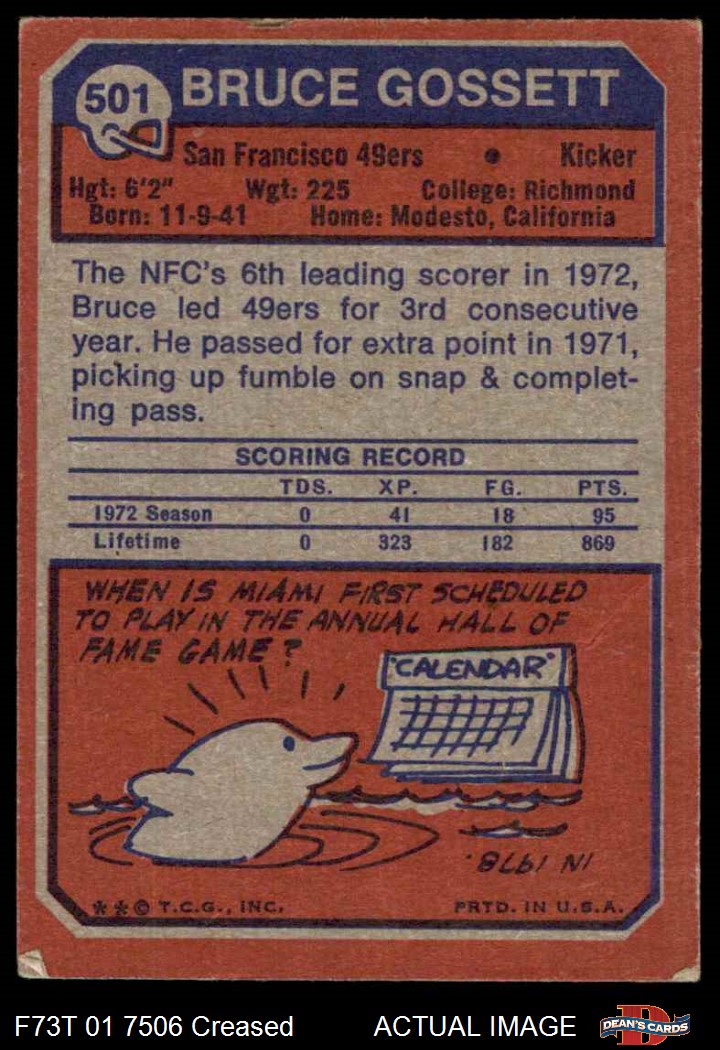 501 BRUCE GOSSETT
San Francisco 49ers • Kicker
Hgt: 6'2" Wgt: 225 College: Richmond
Born: 11-9-41 Home: Modesto, California
The NFC's 6th leading scorer in 1972,
Bruce led 49ers for 3rd consecutive
year. He passed for extra point in 1971,
picking up fumble on snap & complet-
ing pass.
SCORING RECORD
TDS. XP. FG. PTS.
1972 Season 0 41 18 95
Lifetime 0 323 182 869
WHEN IS MIAMI FIRST SCHEDULED
TO PLAY IN THE ANNUAL HALL OF
FAME GAME?
"CALENDAR"
IN 1978.
**© T.C.G., INC. PRTD. IN U.S.A.
F73T 01 7506 Creased ACTUAL IMAGE
D
DEAN'S CARDS